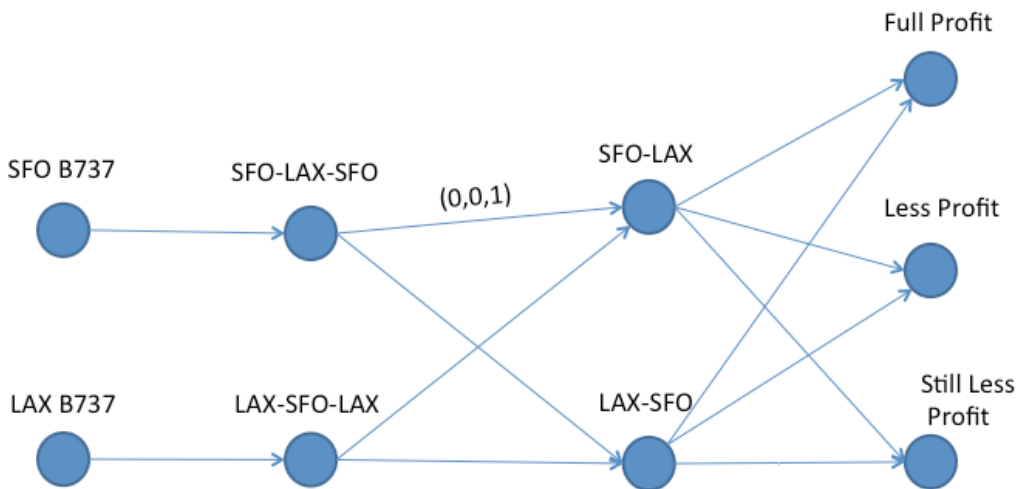 Full Profit
SFO B737
SFO-LAX-SFO
(0,0,1)
SFO-LAX
Less Profit
LAX B737
LAX-SFO-LAX
LAX-SFO
Still Less
Profit